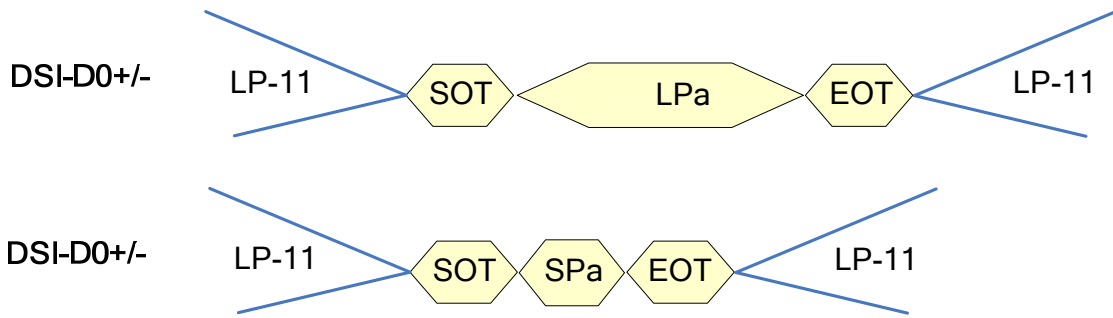 DSI-D0+/- LP-11 SOT LPa EOT LP-11
DSI-D0+/- LP-11 SOT SPa EOT LP-11